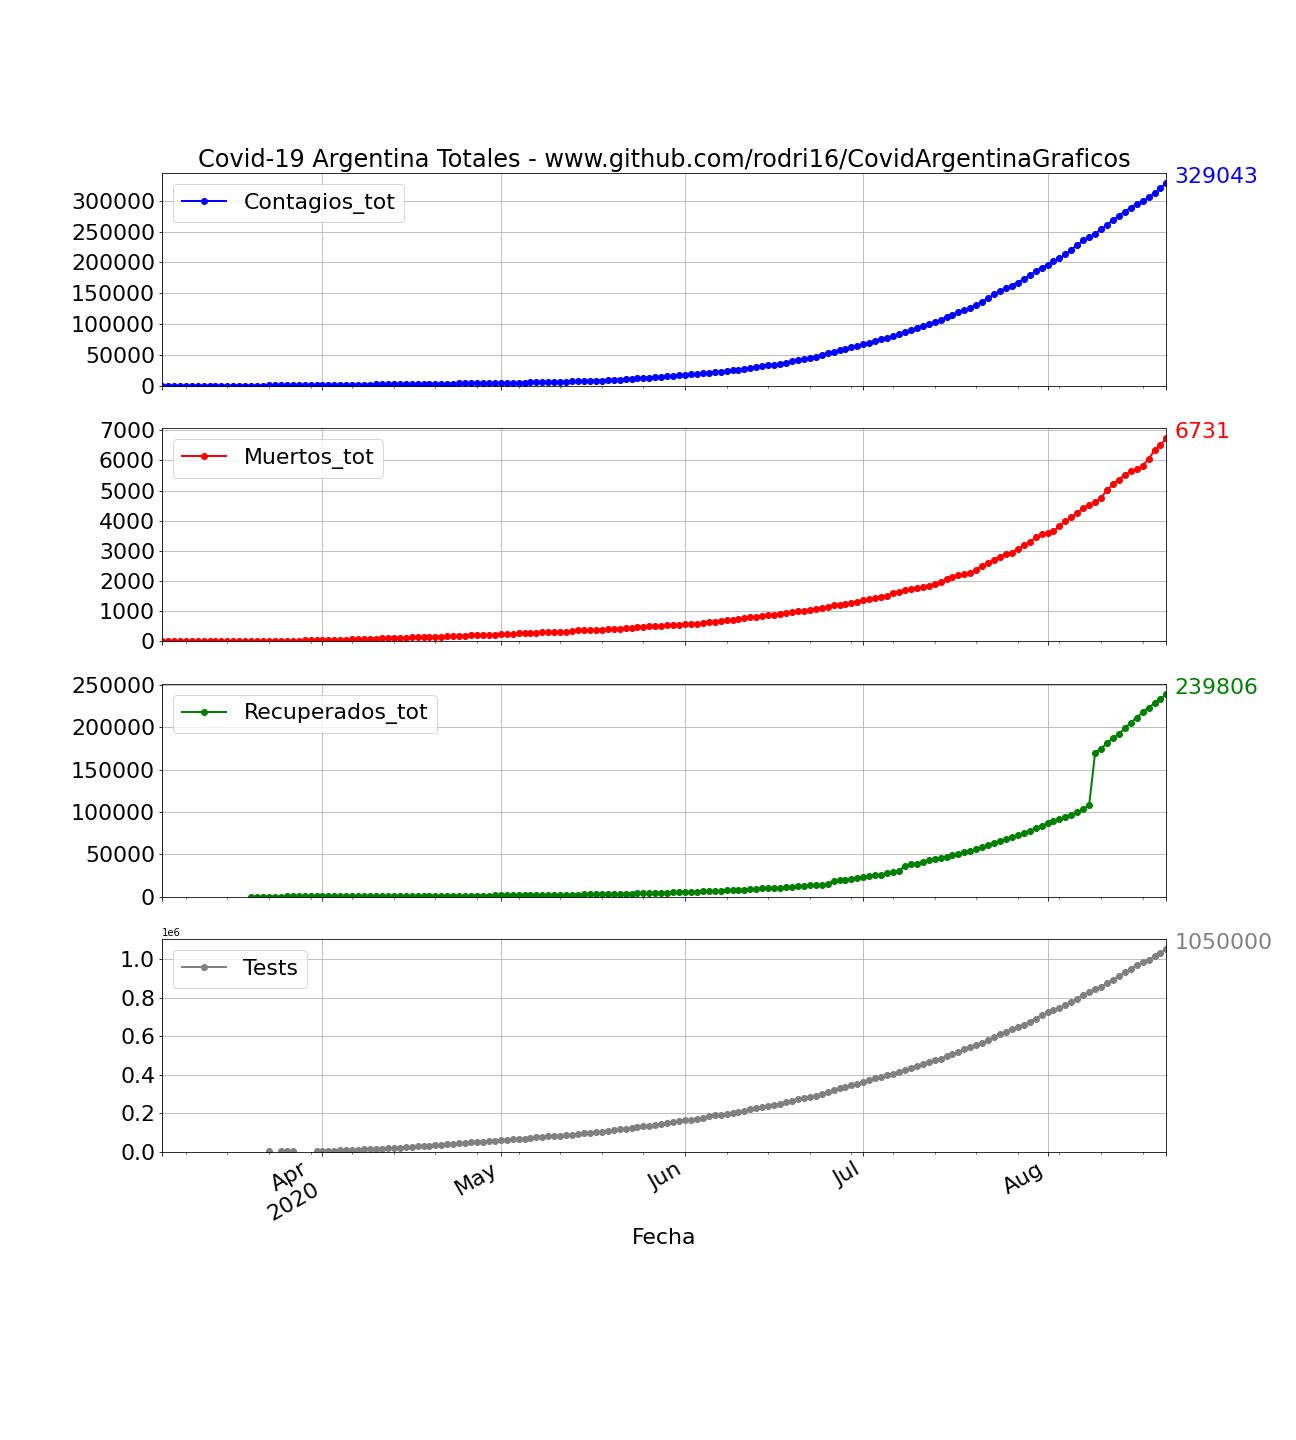 Covid-19 Argentina Totales - www.github.com/rodri16/CovidArgentinaGraficos
329043
Contagios_tot
300000
250000
200000
150000
100000
50000
0
6731
Muertos_tot
7000
6000
5000
4000
3000
2000
1000
0
239806
Recuperados_tot
250000
200000
150000
100000
50000
0
1e6
1050000
Tests
1.0
0.8
0.6
0.4
0.2
0.0
Apr
2020
May
Jun
Jul
Aug
Fecha